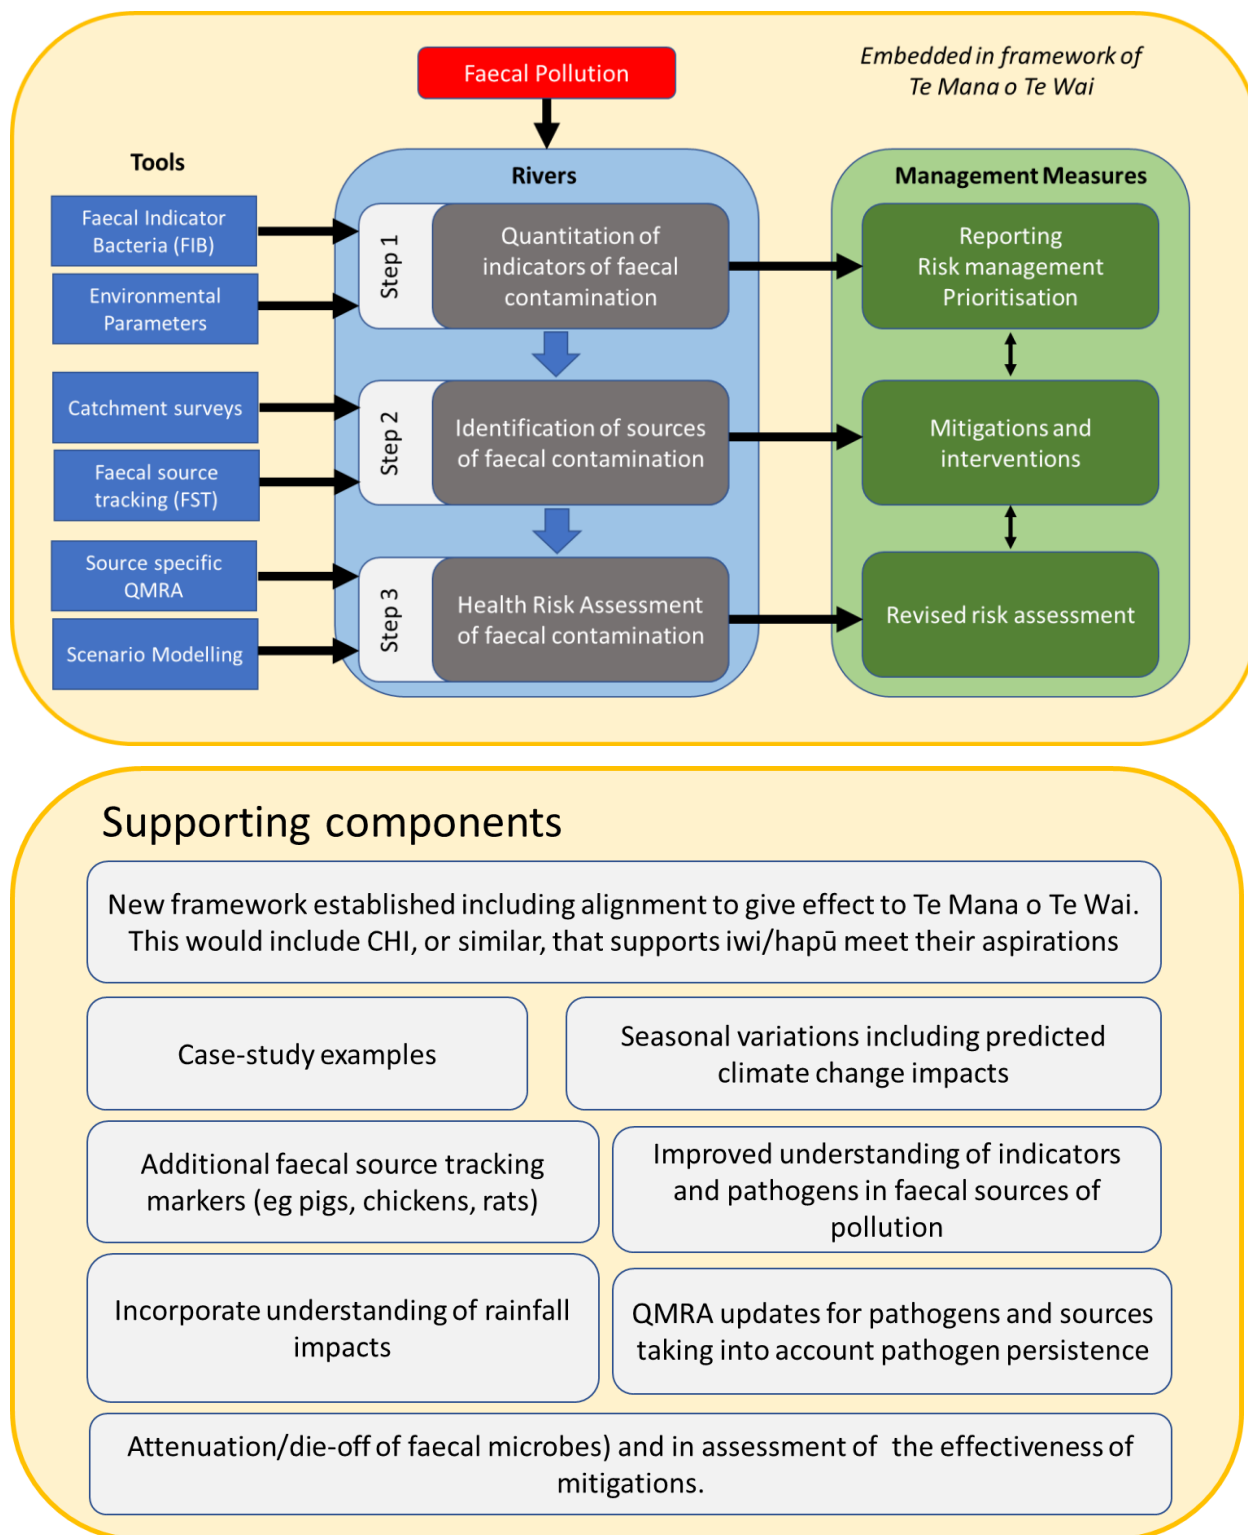 Faecal Pollution
Embedded in framework of
Te Mana o Te Wai
Tools
Rivers
Management Measures
Faecal Indicator
Bacteria (FIB)
Environmental
Parameters
Step 1
Quantitation of
indicators of faecal
contamination
Reporting
Risk management
Prioritisation
Catchment surveys
Faecal source
tracking (FST)
Step 2
Identification of sources
of faecal contamination
Mitigations and
interventions
Source specific
QMRA
Scenario Modelling
Step 3
Health Risk Assessment
of faecal contamination
Revised risk assessment
Supporting components
New framework established including alignment to give effect to Te Mana o Te Wai.
This would include CHI, or similar, that supports iwi/hapū meet their aspirations
Case-study examples
Seasonal variations including predicted
climate change impacts
Additional faecal source tracking
markers (eg pigs, chickens, rats)
Improved understanding of indicators
and pathogens in faecal sources of
pollution
Incorporate understanding of rainfall
impacts
QMRA updates for pathogens and sources
taking into account pathogen persistence
Attenuation/die-off of faecal microbes) and in assessment of  the effectiveness of
mitigations.